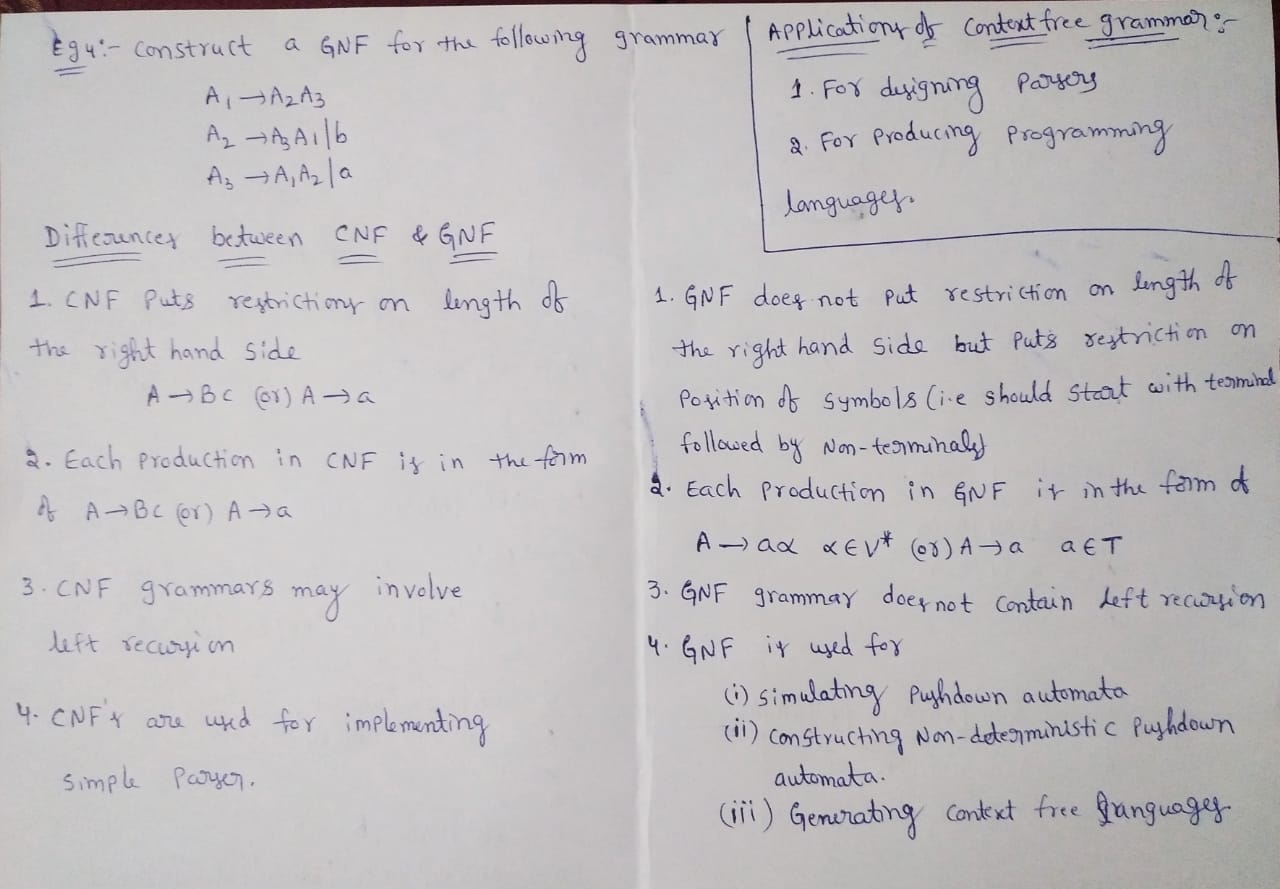 Eg4:- Construct a GNF for the following grammar
A₁ → A₂A₃
A₂ → A₃A₁|b
A₃ → A₁A₂|a
Applications of Context free grammar:-
1. For designing Parsers
2. For Producing Programming
languages.
Differences between CNF & GNF
1. CNF Puts restrictions on length of
the right hand side
A → BC (or) A → a
2. Each Production in CNF is in the form
of A → BC (or) A → a
3. CNF grammars may involve
left recursion
4. CNF's are used for implementing
Simple Parser.
1. GNF does not Put restriction on length of
the right hand Side but Puts restriction on
Position of Symbols (i.e should Start with terminal
followed by Non-terminals)
2. Each Production in GNF is in the form of
A → aα α ∈ V* (or) A → a a ∈ T
3. GNF grammar does not Contain left recursion
4. GNF is used for
(i) Simulating Pushdown automata
(ii) Constructing Non-deterministic Pushdown
automata.
(iii) Generating Context free languages.